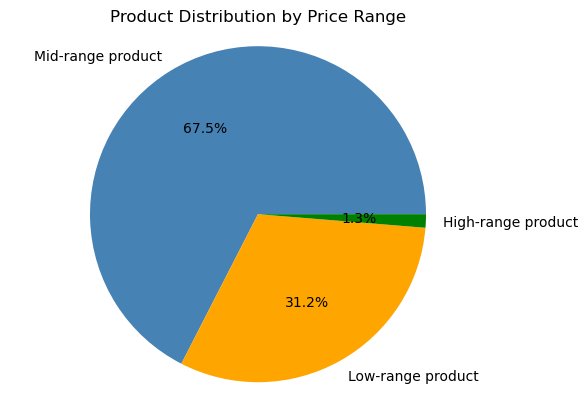 Product Distribution by Price Range
Mid-range product
67.5%
1.3%
High-range product
31.2%
Low-range product